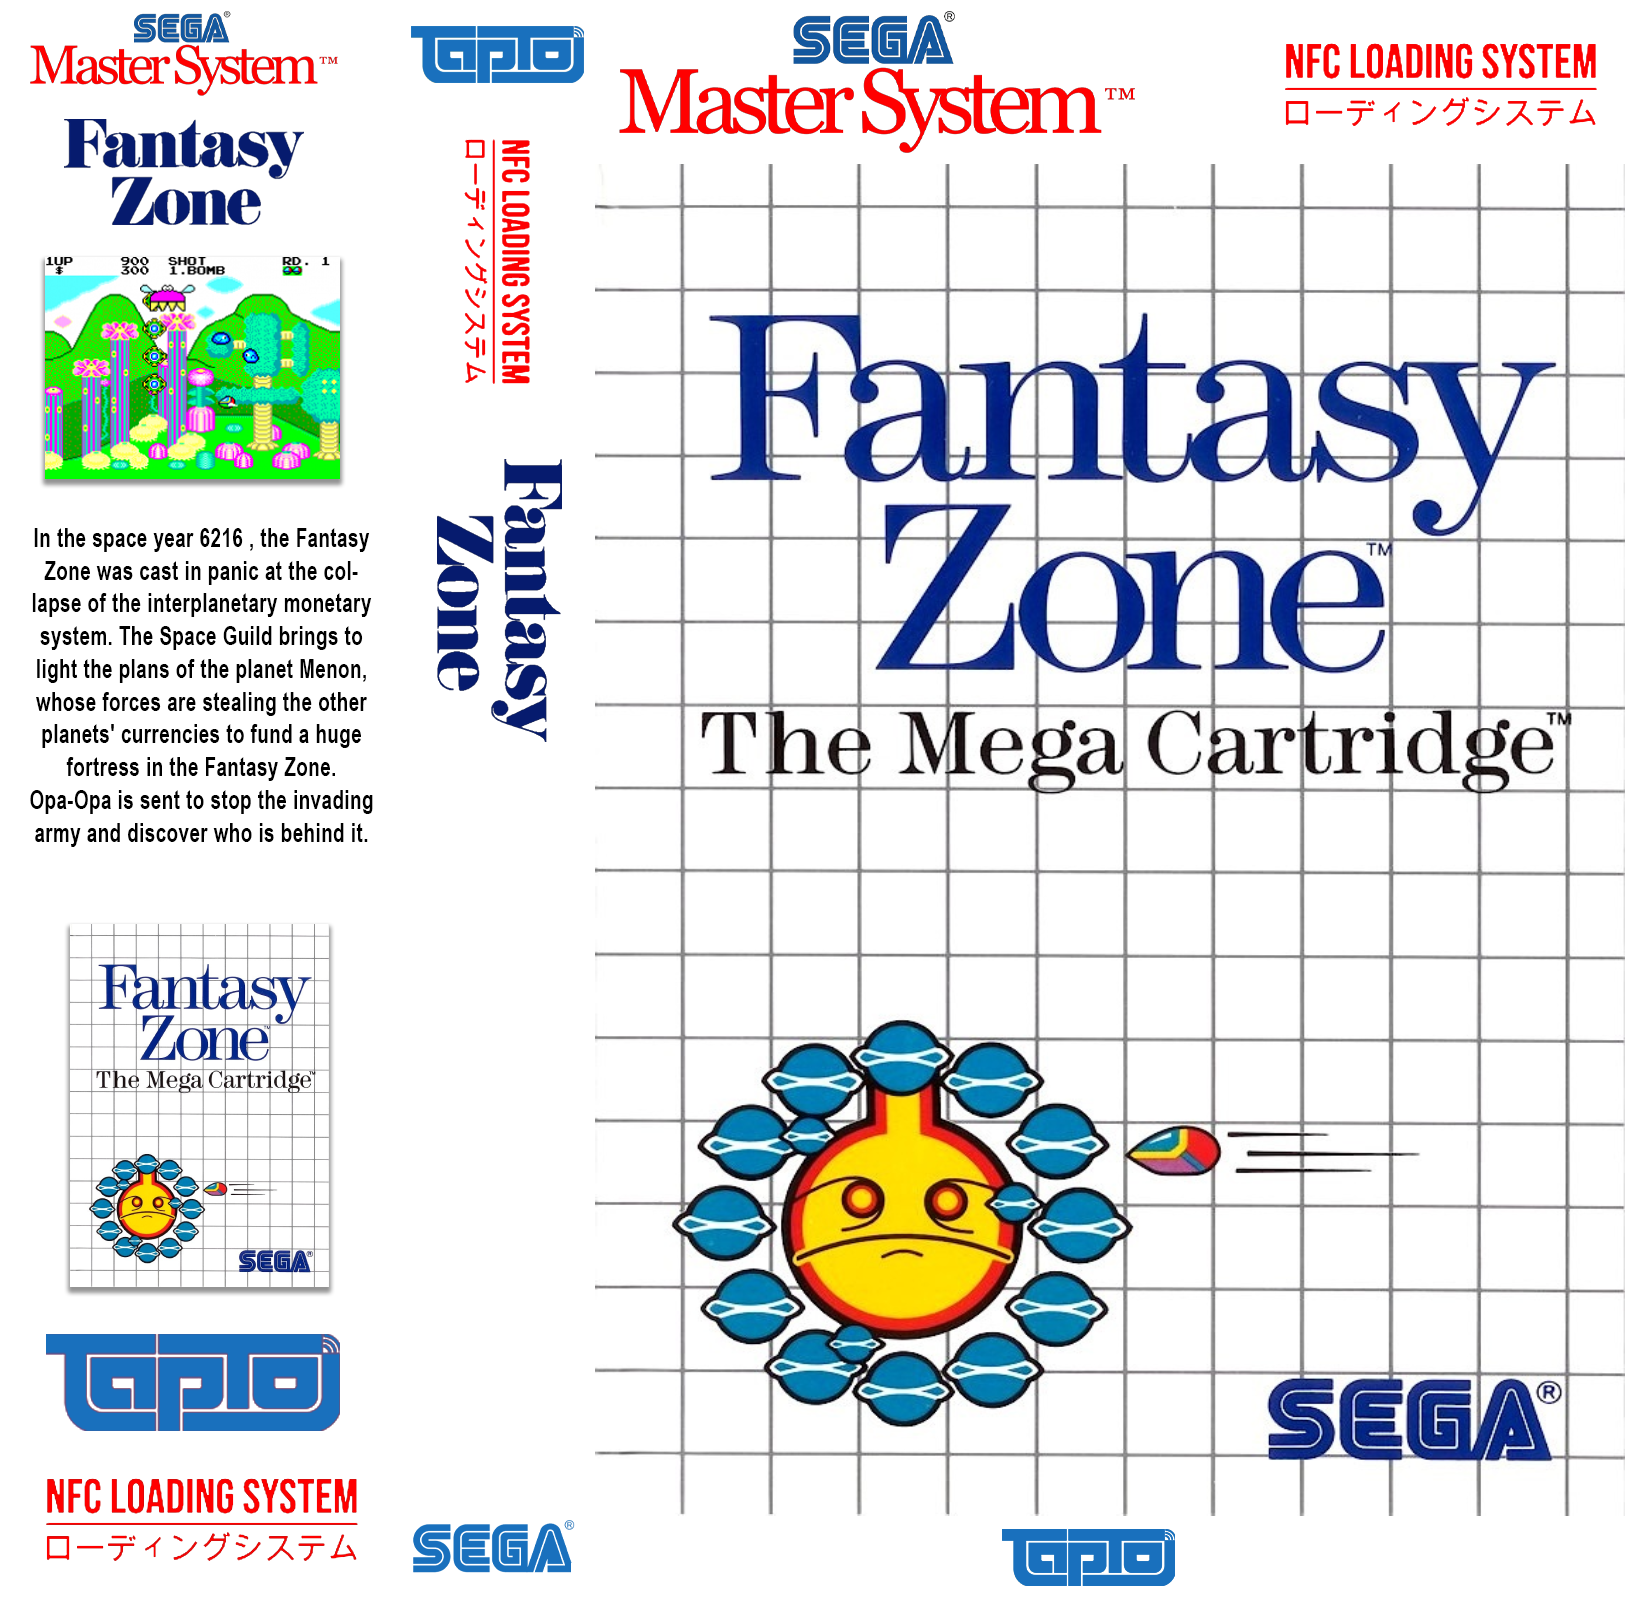 SEGA®
Master System™
Fantasy
Zone
1UP 900 SHOT RD. 1
$ 300 1.BOMB
In the space year 6216 , the Fantasy
Zone was cast in panic at the col-
lapse of the interplanetary monetary
system. The Space Guild brings to
light the plans of the planet Menon,
whose forces are stealing the other
planets' currencies to fund a huge
fortress in the Fantasy Zone.
Opa-Opa is sent to stop the invading
army and discover who is behind it.
Fantasy
Zone™
The Mega Cartridge™
SEGA®
TapTo
NFC LOADING SYSTEM
ローディングシステム
TapTo
NFC LOADING SYSTEM
ローディングシステム
Fantasy
Zone
SEGA®
SEGA®
Master System™
NFC LOADING SYSTEM
ローディングシステム
Fantasy
Zone™
The Mega Cartridge™
SEGA®
TapTo